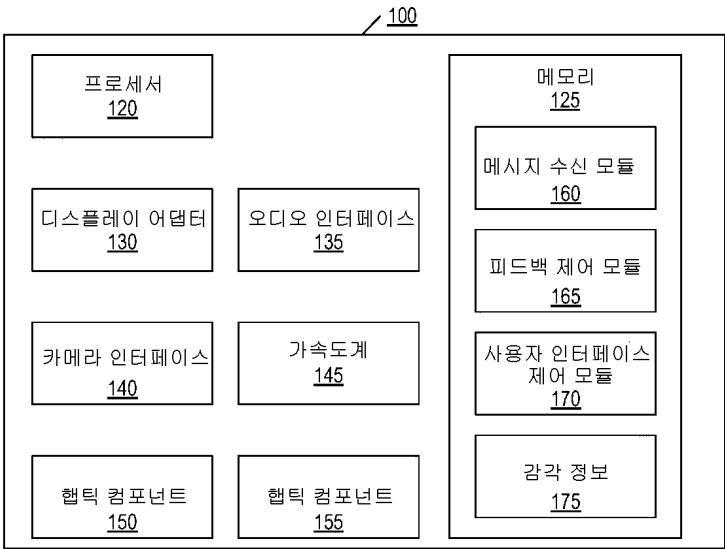 100
프로세서
120
메모리
125
메시지 수신 모듈
160
디스플레이 어댑터
130
오디오 인터페이스
135
피드백 제어 모듈
165
카메라 인터페이스
140
가속도계
145
사용자 인터페이스
제어 모듈
170
햅틱 컴포넌트
150
햅틱 컴포넌트
155
감각 정보
175